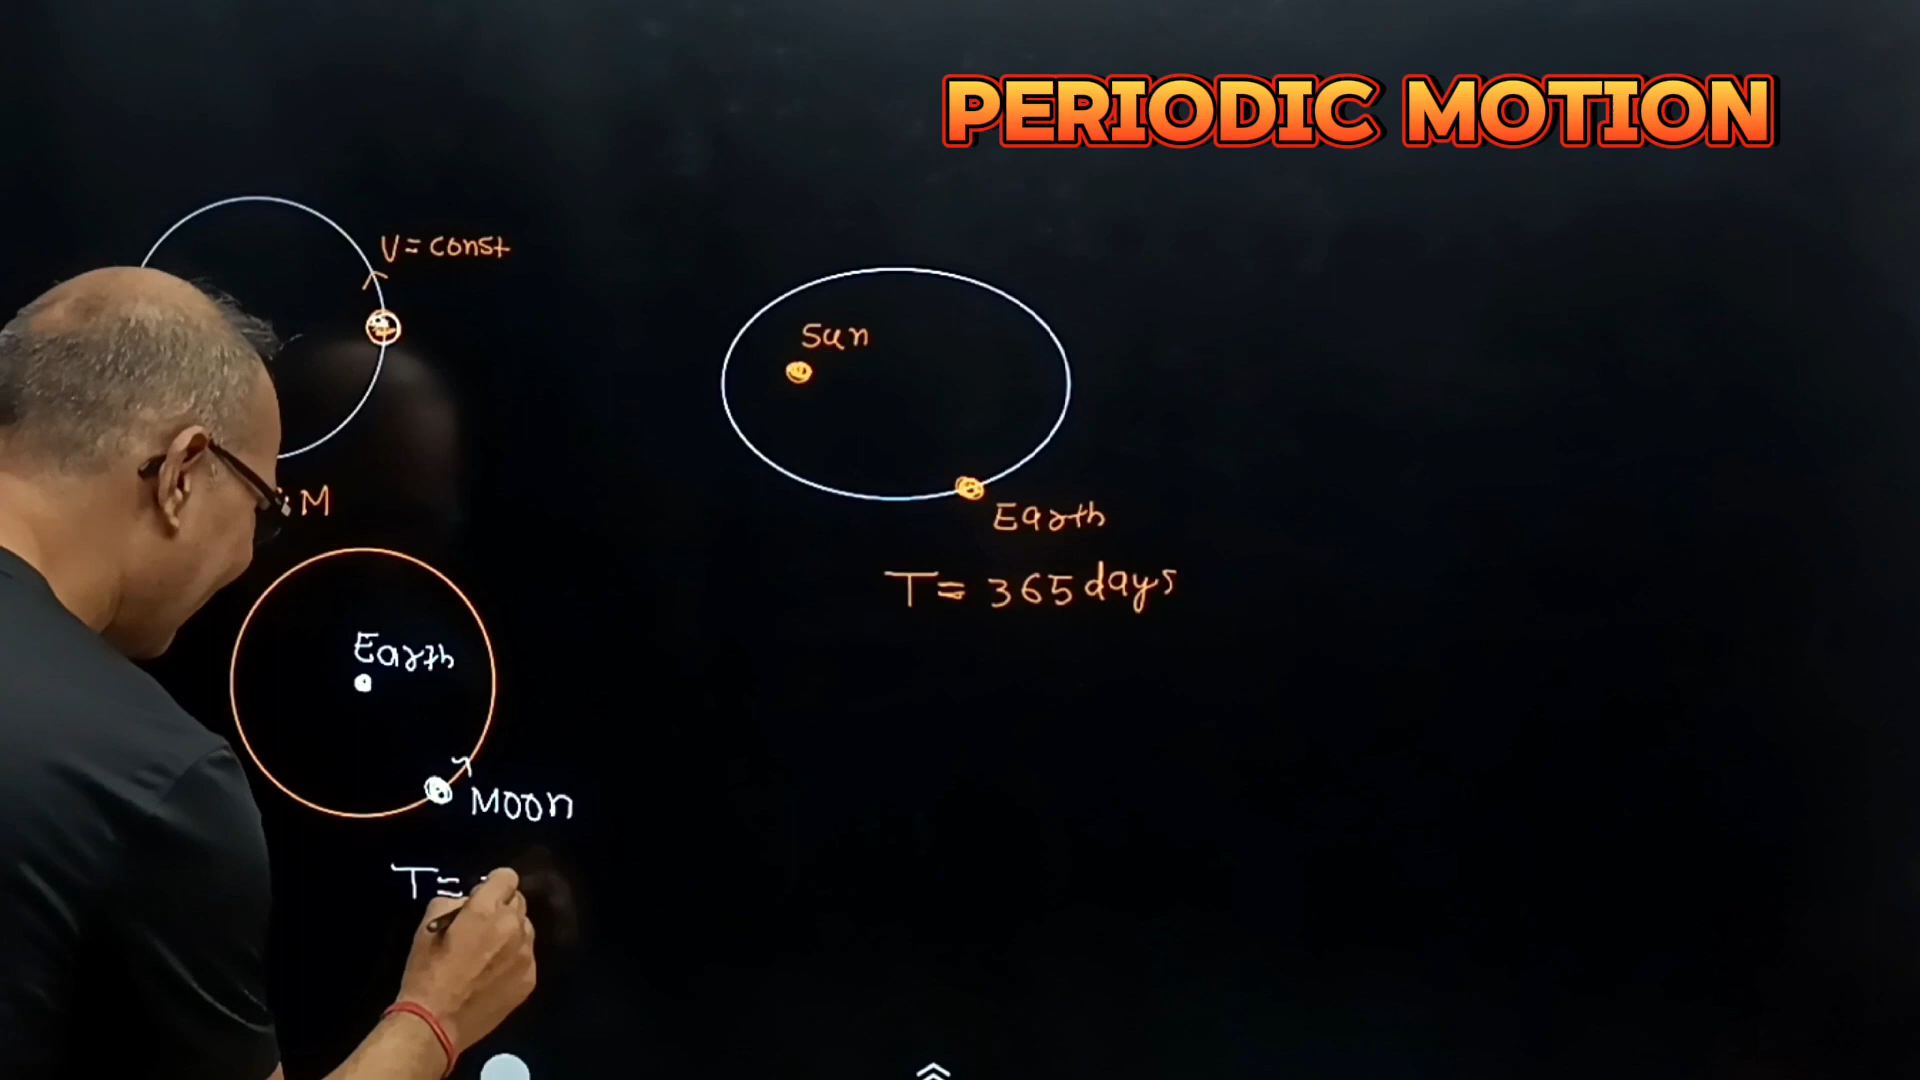 PERIODIC MOTION
V = const
M
Sun
Earth
T = 365 days
Earth
Moon
T =